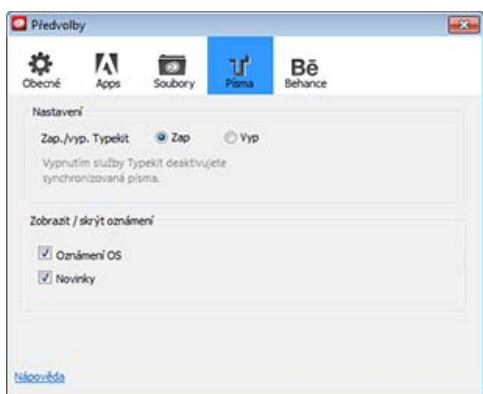 Předvolby
Obecné Apps Soubory Písma Bē Behance
Nastavení
Zap./vyp. Typekit Zap Vyp
Vypnutím služby Typekit deaktivujete
synchronizovaná písma.
Zobrazit / skrýt oznámení
Oznámení OS
Novinky
Nápověda